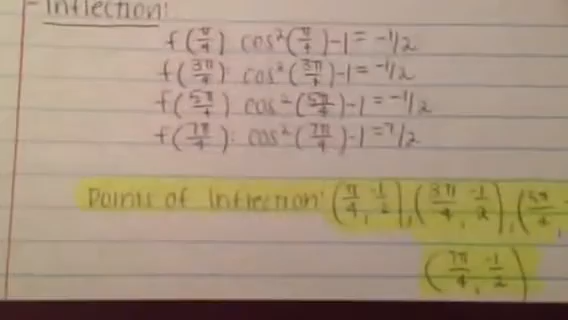 - Inflection:
f(π/4) cos²(π/4)-1 = -1/2
f(3π/4): cos²(3π/4)-1 = -1/2
f(5π/4) cos²(5π/4)-1 = -1/2
f(7π/4): cos²(7π/4)-1 = -1/2
Points of Inflection: (π/4, -1/2), (3π/4, -1/2), (5π/4,
(7π/4, -1/2)